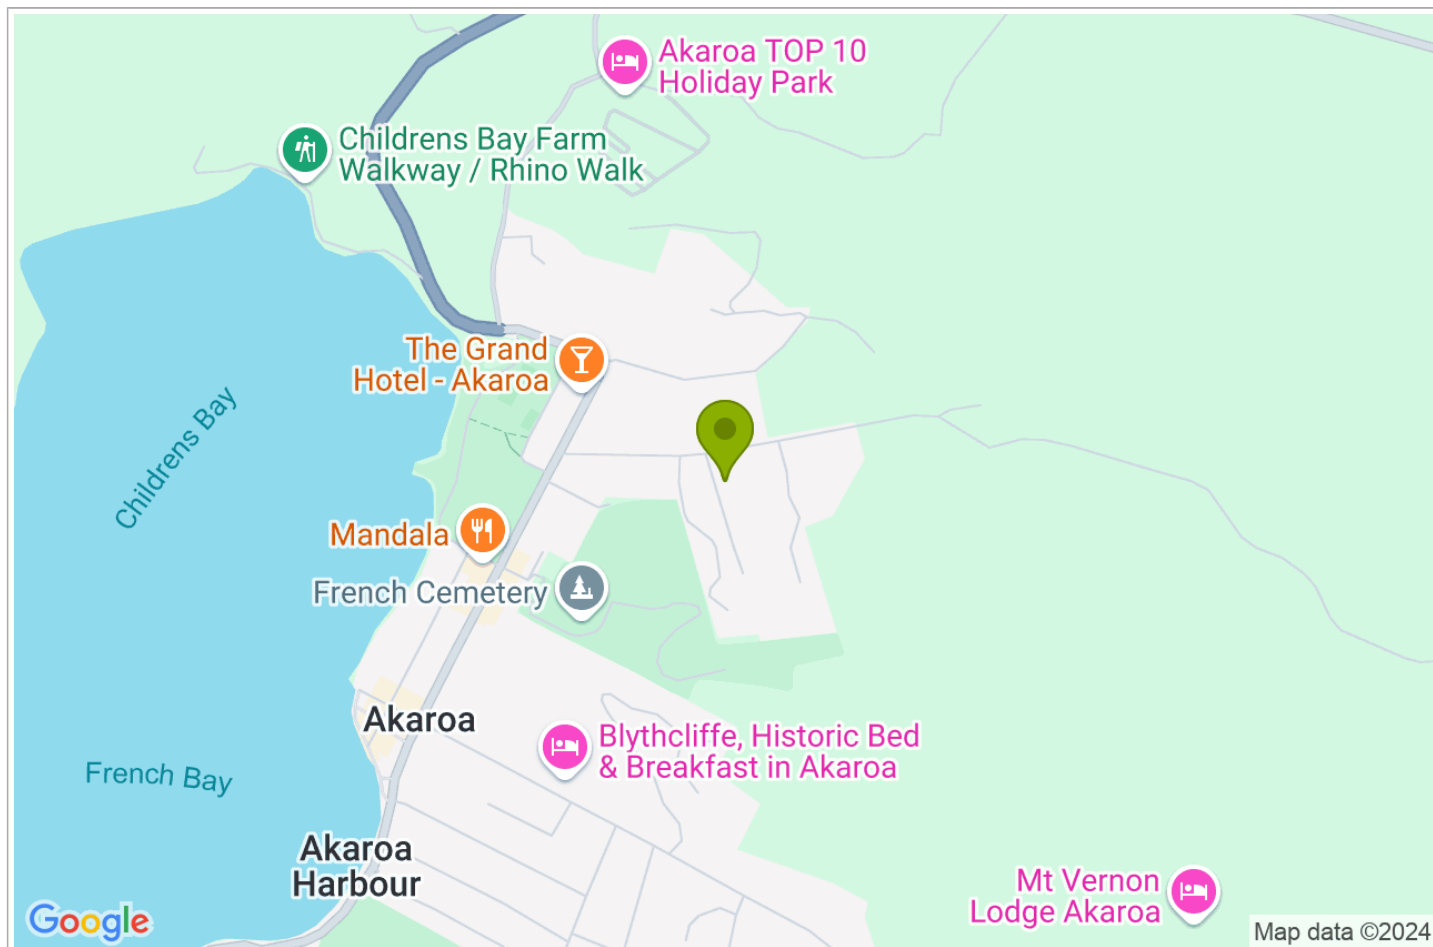 Akaroa TOP 10
Holiday Park
Childrens Bay Farm
Walkway / Rhino Walk
The Grand
Hotel - Akaroa
Childrens Bay
Mandala
French Cemetery
Akaroa
Blythcliffe, Historic Bed
& Breakfast in Akaroa
French Bay
Akaroa
Harbour
Mt Vernon
Lodge Akaroa
Google
Map data ©2024